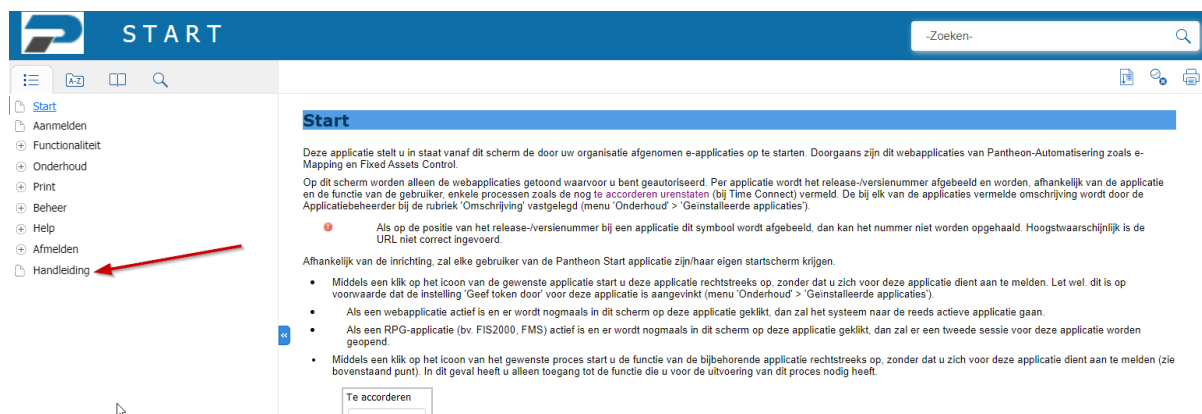 START
-Zoeken-
A-Z
Start
Aanmelden
Functionaliteit
Onderhoud
Print
Beheer
Help
Afmelden
Handleiding
Start
Deze applicatie stelt u in staat vanaf dit scherm de door uw organisatie afgenomen e-applicaties op te starten. Doorgaans zijn dit webapplicaties van Pantheon-Automatisering zoals e-
Mapping en Fixed Assets Control.
Op dit scherm worden alleen de webapplicaties getoond waarvoor u bent geautoriseerd. Per applicatie wordt het release-/versienummer afgebeeld en worden, afhankelijk van de applicatie
en de functie van de gebruiker, enkele processen zoals de nog te accorderen urenstaten (bij Time Connect) vermeld. De bij elk van de applicaties vermelde omschrijving wordt door de
Applicatiebeheerder bij de rubriek 'Omschrijving' vastgelegd (menu 'Onderhoud' > 'Geïnstalleerde applicaties').
Als op de positie van het release-/versienummer bij een applicatie dit symbool wordt afgebeeld, dan kan het nummer niet worden opgehaald. Hoogstwaarschijnlijk is de
URL niet correct ingevoerd.
Afhankelijk van de inrichting, zal elke gebruiker van de Pantheon Start applicatie zijn/haar eigen startscherm krijgen.
• Middels een klik op het icoon van de gewenste applicatie start u deze applicatie rechtstreeks op, zonder dat u zich voor deze applicatie dient aan te melden. Let wel. dit is op
voorwaarde dat de instelling 'Geef token door' voor deze applicatie is aangevinkt (menu 'Onderhoud' > 'Geïnstalleerde applicaties').
• Als een webapplicatie actief is en er wordt nogmaals in dit scherm op deze applicatie geklikt, dan zal het systeem naar de reeds actieve applicatie gaan.
• Als een RPG-applicatie (bv. FIS2000, FMS) actief is en er wordt nogmaals in dit scherm op deze applicatie geklikt, dan zal er een tweede sessie voor deze applicatie worden
geopend.
• Middels een klik op het icoon van het gewenste proces start u de functie van de bijbehorende applicatie rechtstreeks op, zonder dat u zich voor deze applicatie dient aan te melden (zie
bovenstaand punt). In dit geval heeft u alleen toegang tot de functie die u voor de uitvoering van dit proces nodig heeft.
Te accorderen